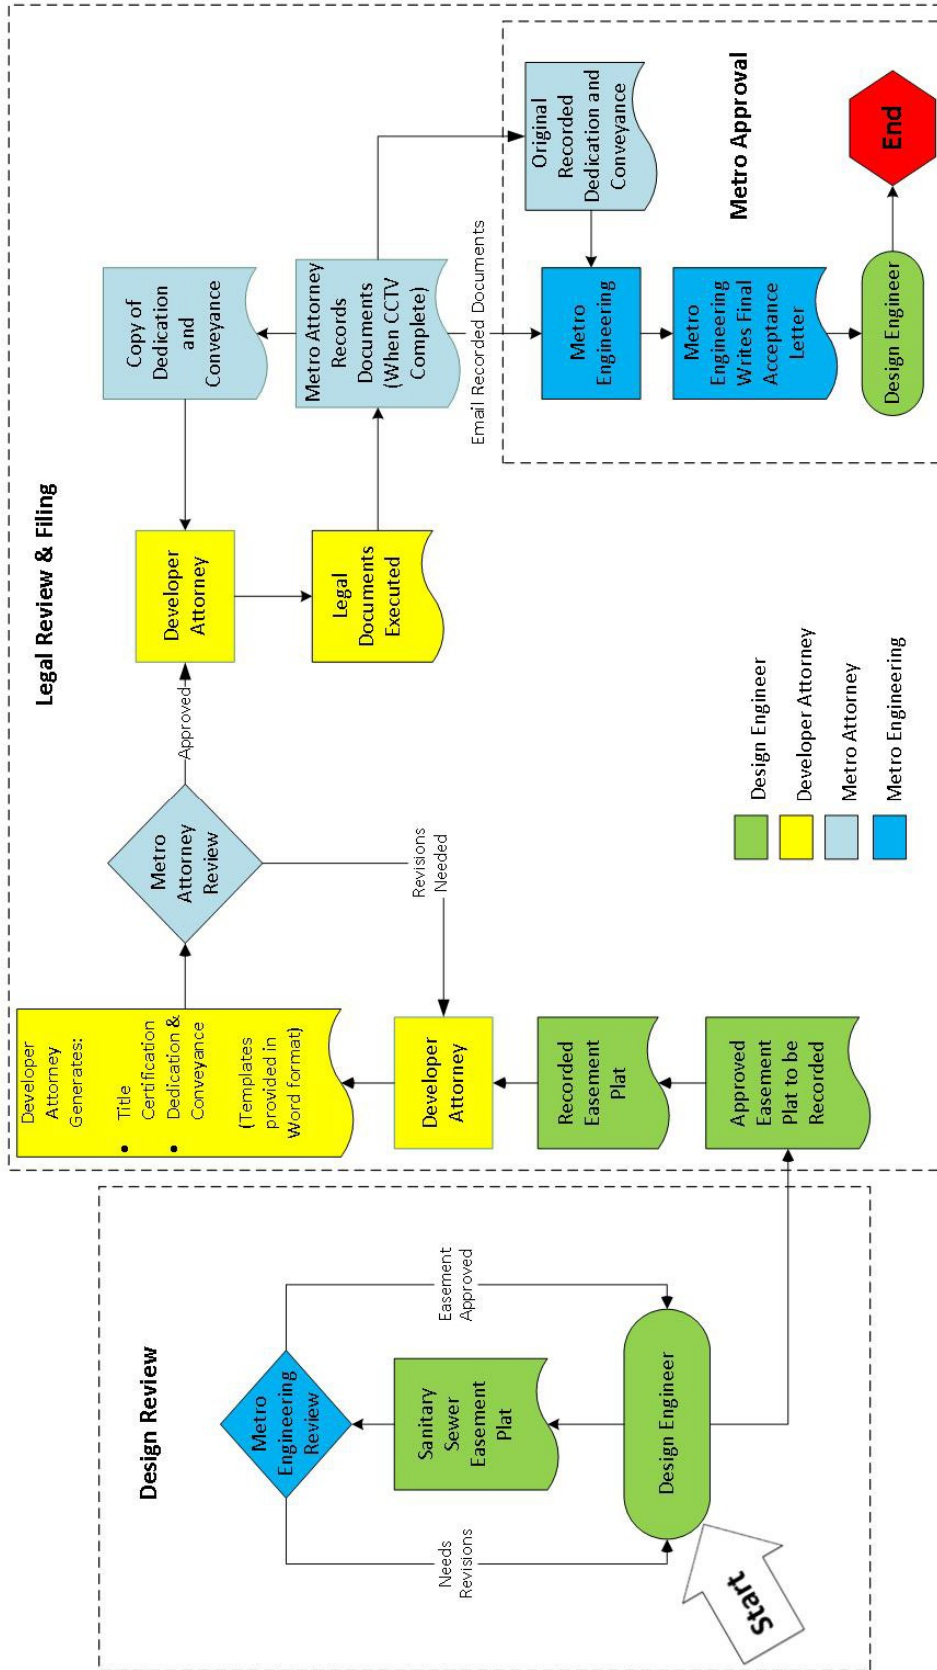 Design Review
Metro
Engineering
Review
Needs
Revisions
Easement
Approved
Sanitary
Sewer
Easement
Plat
Design Engineer
Start
Legal Review & Filing
Developer
Attorney
Generates:
• Title
Certification
• Dedication &
Conveyance
(Templates
provided in
Word format)
Metro
Attorney
Review
Approved
Revisions
Needed
Developer
Attorney
Recorded
Easement
Plat
Approved
Easement
Plat to be
Recorded
Developer
Attorney
Legal
Documents
Executed
Copy of
Dedication
and
Conveyance
Metro Attorney
Records
Documents
(When CCTV
Complete)
Email Recorded Documents
Original
Recorded
Dedication and
Conveyance
Metro Approval
Metro
Engineering
Metro
Engineering
Writes Final
Acceptance
Letter
Design Engineer
End
Design Engineer
Developer Attorney
Metro Attorney
Metro Engineering